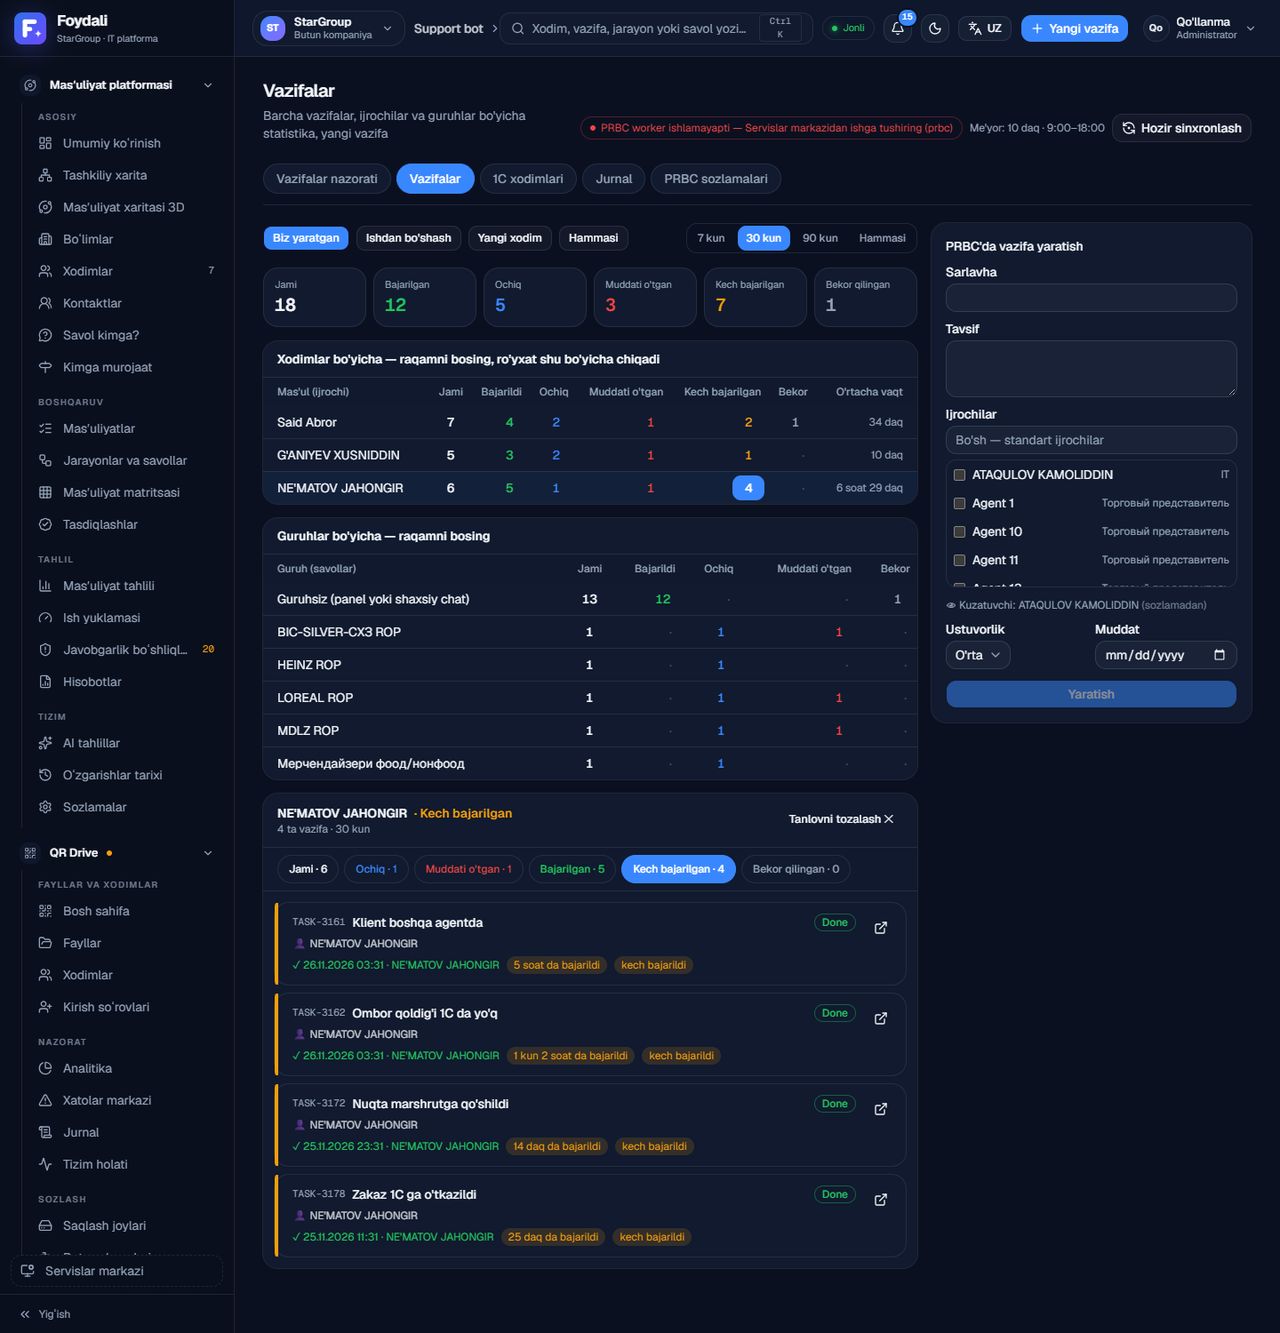 Foydali
StarGroup · IT platforma
Mas'uliyat platformasi
ASOSIY
Umumiy ko'rinish
Tashkiliy xarita
Mas'uliyat xaritasi 3D
Bo'limlar
Xodimlar 7
Kontaktlar
Savol kimga?
Kimga murojaat
BOSHQARUV
Mas'uliyatlar
Jarayonlar va savollar
Mas'uliyat matritsasi
Tasdiqlashlar
TAHLIL
Mas'uliyat tahlili
Ish yuklamasi
Javobgarlik bo'shliql... 20
Hisobotlar
TIZIM
AI tahlillar
O'zgarishlar tarixi
Sozlamalar
QR Drive
FAYLLAR VA XODIMLAR
Bosh sahifa
Fayllar
Xodimlar
Kirish so'rovlari
NAZORAT
Analitika
Xatolar markazi
Jurnal
Tizim holati
SOZLASH
Saqlash joylari
Servislar markazi
Yig'ish
ST StarGroup
Butun kompaniya
Support bot
Xodim, vazifa, jarayon yoki savol yozi...
Ctrl K
Jonli
15
UZ
+ Yangi vazifa
Qo Qo'llanma
Administrator
Vazifalar
Barcha vazifalar, ijrochilar va guruhlar bo'yicha
statistika, yangi vazifa
PRBC worker ishlamayapti — Servislar markazidan ishga tushiring (prbc)
Me'yor: 10 daq · 9:00–18:00
Hozir sinxronlash
Vazifalar nazorati Vazifalar 1C xodimlari Jurnal PRBC sozlamalari
Biz yaratgan Ishdan bo'shash Yangi xodim Hammasi
7 kun 30 kun 90 kun Hammasi
Jami Bajarilgan Ochiq Muddati o'tgan Kech bajarilgan Bekor qilingan
18 12 5 3 7 1
Xodimlar bo'yicha — raqamni bosing, ro'yxat shu bo'yicha chiqadi
Mas'ul (ijrochi) Jami Bajarildi Ochiq Muddati o'tgan Kech bajarilgan Bekor O'rtacha vaqt
Said Abror 7 4 2 1 2 1 34 daq
G'ANIYEV XUSNIDDIN 5 3 2 1 1 · 10 daq
NE'MATOV JAHONGIR 6 5 1 1 4 · 6 soat 29 daq
Guruhlar bo'yicha — raqamni bosing
Guruh (savollar) Jami Bajarildi Ochiq Muddati o'tgan Bekor
Guruhsiz (panel yoki shaxsiy chat) 13 12 · · 1
BIC-SILVER-СХЗ ROP 1 · 1 1 ·
HEINZ ROP 1 · 1 · ·
LOREAL ROP 1 · 1 1 ·
MDLZ ROP 1 · 1 1 ·
Мерчендайзери фоод/нонфоод 1 · 1 · ·
NE'MATOV JAHONGIR · Kech bajarilgan
4 ta vazifa · 30 kun
Tanlovni tozalash ✕
Jami · 6 Ochiq · 1 Muddati o'tgan · 1 Bajarilgan · 5 Kech bajarilgan · 4 Bekor qilingan · 0
TASK-3161 Klient boshqa agentda Done
NE'MATOV JAHONGIR
✓ 26.11.2026 03:31 · NE'MATOV JAHONGIR 5 soat da bajarildi kech bajarildi
TASK-3162 Ombor qoldig'i 1C da yo'q Done
NE'MATOV JAHONGIR
✓ 26.11.2026 03:31 · NE'MATOV JAHONGIR 1 kun 2 soat da bajarildi kech bajarildi
TASK-3172 Nuqta marshrutga qo'shildi Done
NE'MATOV JAHONGIR
✓ 25.11.2026 23:31 · NE'MATOV JAHONGIR 14 daq da bajarildi kech bajarildi
TASK-3178 Zakaz 1C ga o'tkazildi Done
NE'MATOV JAHONGIR
✓ 25.11.2026 11:31 · NE'MATOV JAHONGIR 25 daq da bajarildi kech bajarildi
PRBC'da vazifa yaratish
Sarlavha
Tavsif
Ijrochilar
Bo'sh — standart ijrochilar
ATAQULOV KAMOLIDDIN IT
Agent 1 Торговый представитель
Agent 10 Торговый представитель
Agent 11 Торговый представитель
Kuzatuvchi: ATAQULOV KAMOLIDDIN (sozlamadan)
Ustuvorlik Muddat
O'rta mm/dd/yyyy
Yaratish